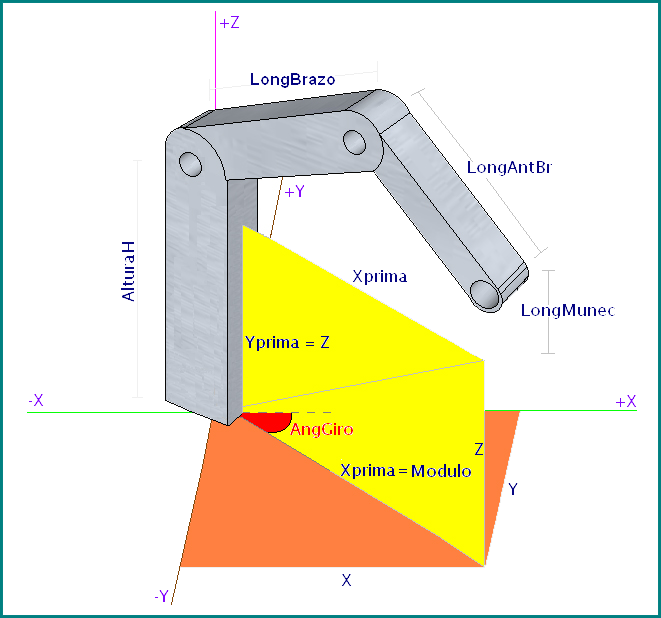 +Z
LongBrazo
LongAntBr
+Y
AlturaH
Xprima
LongMunec
Yprima = Z
-X
+X
AngGiro
Z
Xprima = Modulo
Y
X
-Y